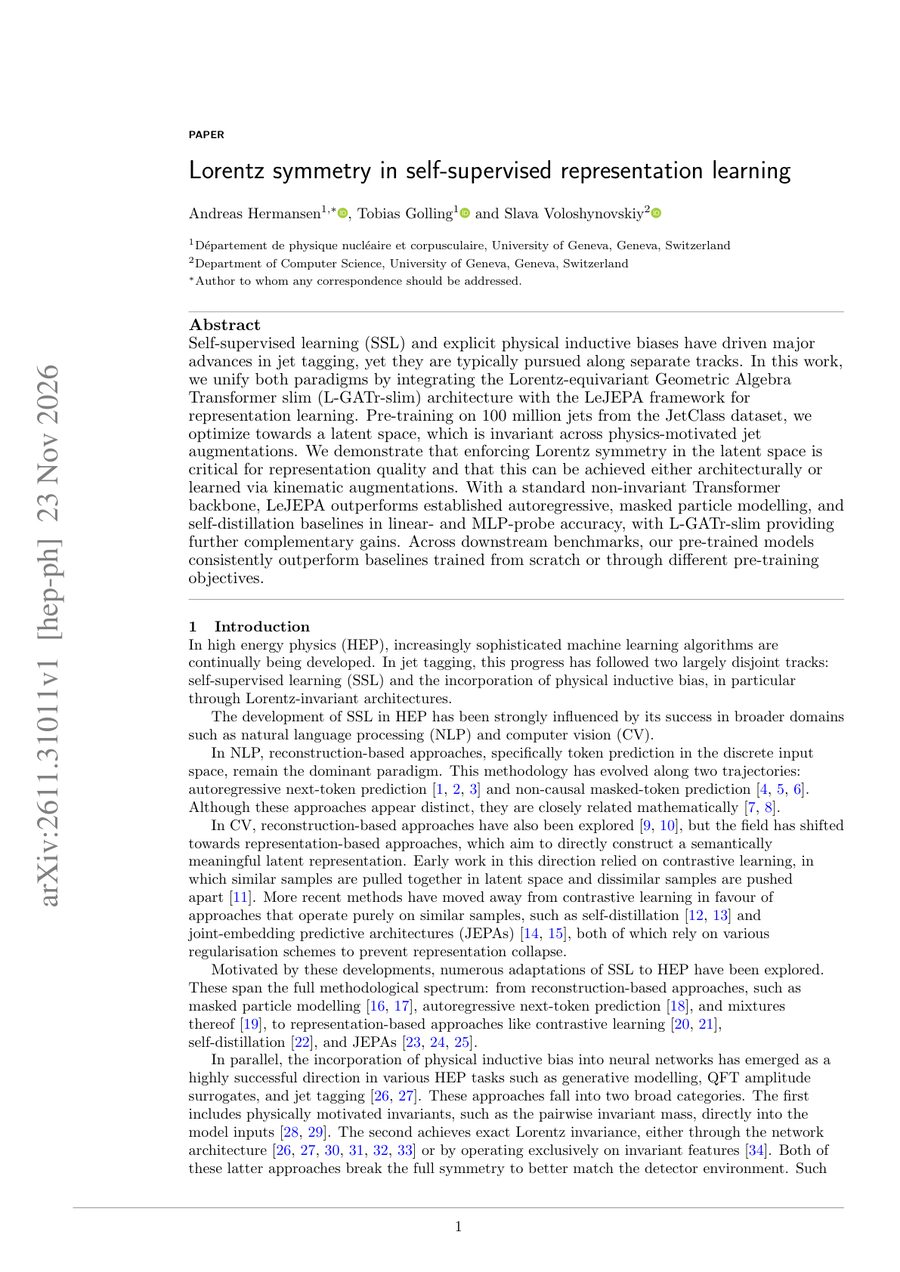 PAPER
Lorentz symmetry in self-supervised representation learning
Andreas Hermansen1,∗, Tobias Golling1 and Slava Voloshynovskiy2
1Département de physique nucléaire et corpusculaire, University of Geneva, Geneva, Switzerland
2Department of Computer Science, University of Geneva, Geneva, Switzerland
∗Author to whom any correspondence should be addressed.
Abstract
Self-supervised learning (SSL) and explicit physical inductive biases have driven major
advances in jet tagging, yet they are typically pursued along separate tracks. In this work,
we unify both paradigms by integrating the Lorentz-equivariant Geometric Algebra
Transformer slim (L-GATr-slim) architecture with the LeJEPA framework for
representation learning. Pre-training on 100 million jets from the JetClass dataset, we
optimize towards a latent space, which is invariant across physics-motivated jet
augmentations. We demonstrate that enforcing Lorentz symmetry in the latent space is
critical for representation quality and that this can be achieved either architecturally or
learned via kinematic augmentations. With a standard non-invariant Transformer
backbone, LeJEPA outperforms established autoregressive, masked particle modelling, and
self-distillation baselines in linear- and MLP-probe accuracy, with L-GATr-slim providing
further complementary gains. Across downstream benchmarks, our pre-trained models
consistently outperform baselines trained from scratch or through different pre-training
objectives.
1 Introduction
In high energy physics (HEP), increasingly sophisticated machine learning algorithms are
continually being developed. In jet tagging, this progress has followed two largely disjoint tracks:
self-supervised learning (SSL) and the incorporation of physical inductive bias, in particular
through Lorentz-invariant architectures.
The development of SSL in HEP has been strongly influenced by its success in broader domains
such as natural language processing (NLP) and computer vision (CV).
In NLP, reconstruction-based approaches, specifically token prediction in the discrete input
space, remain the dominant paradigm. This methodology has evolved along two trajectories:
autoregressive next-token prediction [1, 2, 3] and non-causal masked-token prediction [4, 5, 6].
Although these approaches appear distinct, they are closely related mathematically [7, 8].
In CV, reconstruction-based approaches have also been explored [9, 10], but the field has shifted
towards representation-based approaches, which aim to directly construct a semantically
meaningful latent representation. Early work in this direction relied on contrastive learning, in
which similar samples are pulled together in latent space and dissimilar samples are pushed
apart [11]. More recent methods have moved away from contrastive learning in favour of
approaches that operate purely on similar samples, such as self-distillation [12, 13] and
joint-embedding predictive architectures (JEPAs) [14, 15], both of which rely on various
regularisation schemes to prevent representation collapse.
Motivated by these developments, numerous adaptations of SSL to HEP have been explored.
These span the full methodological spectrum: from reconstruction-based approaches, such as
masked particle modelling [16, 17], autoregressive next-token prediction [18], and mixtures
thereof [19], to representation-based approaches like contrastive learning [20, 21],
self-distillation [22], and JEPAs [23, 24, 25].
In parallel, the incorporation of physical inductive bias into neural networks has emerged as a
highly successful direction in various HEP tasks such as generative modelling, QFT amplitude
surrogates, and jet tagging [26, 27]. These approaches fall into two broad categories. The first
includes physically motivated invariants, such as the pairwise invariant mass, directly into the
model inputs [28, 29]. The second achieves exact Lorentz invariance, either through the network
architecture [26, 27, 30, 31, 32, 33] or by operating exclusively on invariant features [34]. Both of
these latter approaches break the full symmetry to better match the detector environment. Such
1
arXiv:2611.31011v1 [hep-ph] 23 Nov 2026